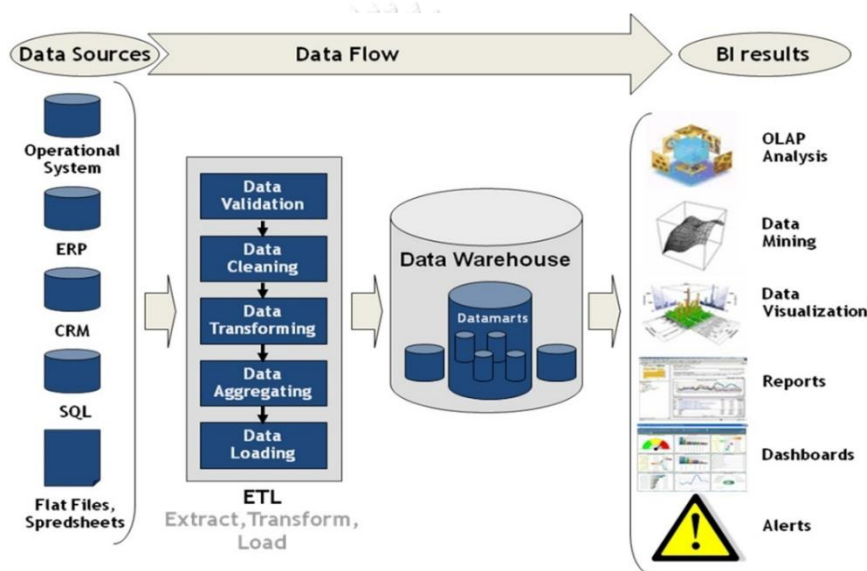 Data Sources
Data Flow
BI results
Operational
System
ERP
CRM
SQL
Flat Files,
Spredsheets
Data
Validation
Data
Cleaning
Data
Transforming
Data
Aggregating
Data
Loading
ETL
Extract,Transform,
Load
Data Warehouse
Datamarts
OLAP
Analysis
Data
Mining
Data
Visualization
Reports
Dashboards
Alerts